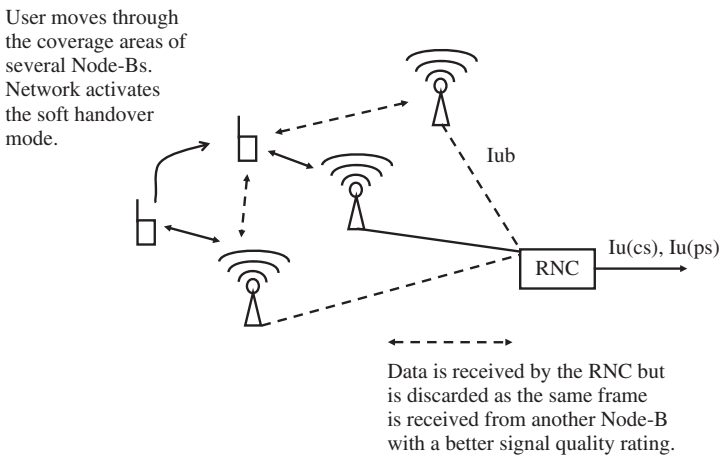 User moves through
the coverage areas of
several Node-Bs.
Network activates
the soft handover
mode.
Iub
RNC
Iu(cs), Iu(ps)
Data is received by the RNC but
is discarded as the same frame
is received from another Node-B
with a better signal quality rating.